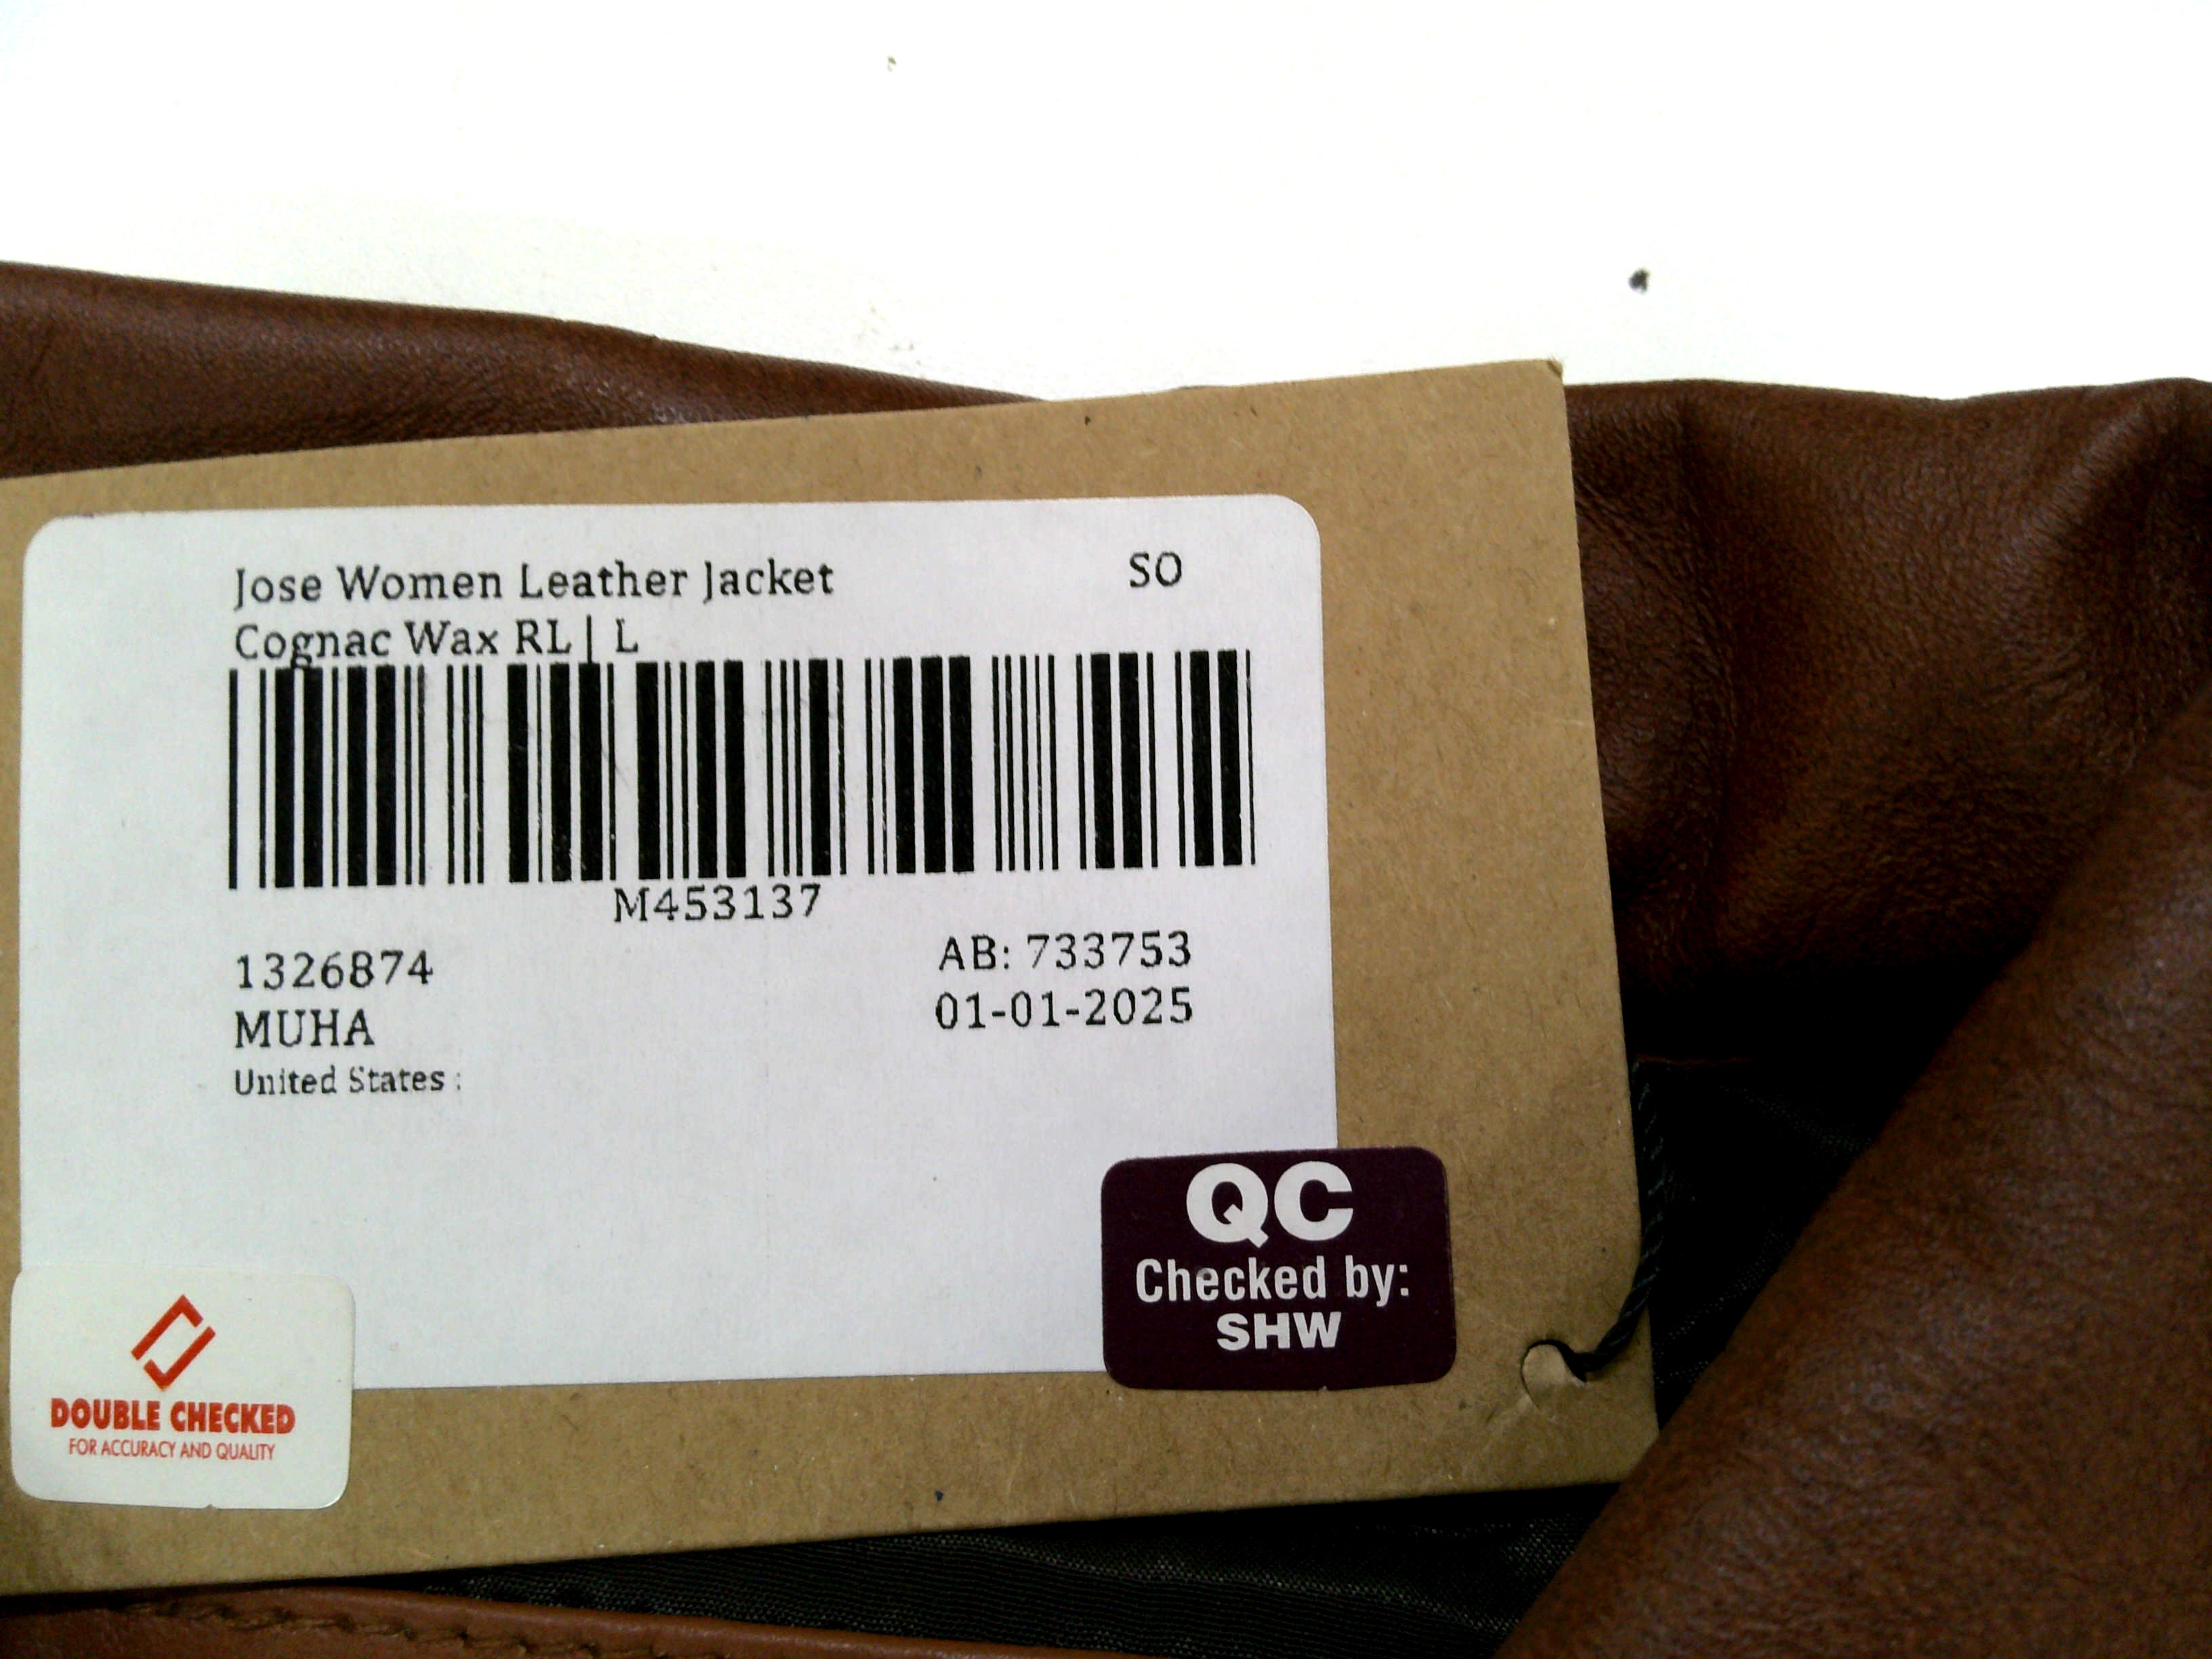 Jose Women Leather Jacket SO
Cognac Wax RL | L
M453137
1326874 AB: 733753
MUHA 01-01-2025
United States :
QC
Checked by:
SHW
DOUBLE CHECKED
FOR ACCURACY AND QUALITY